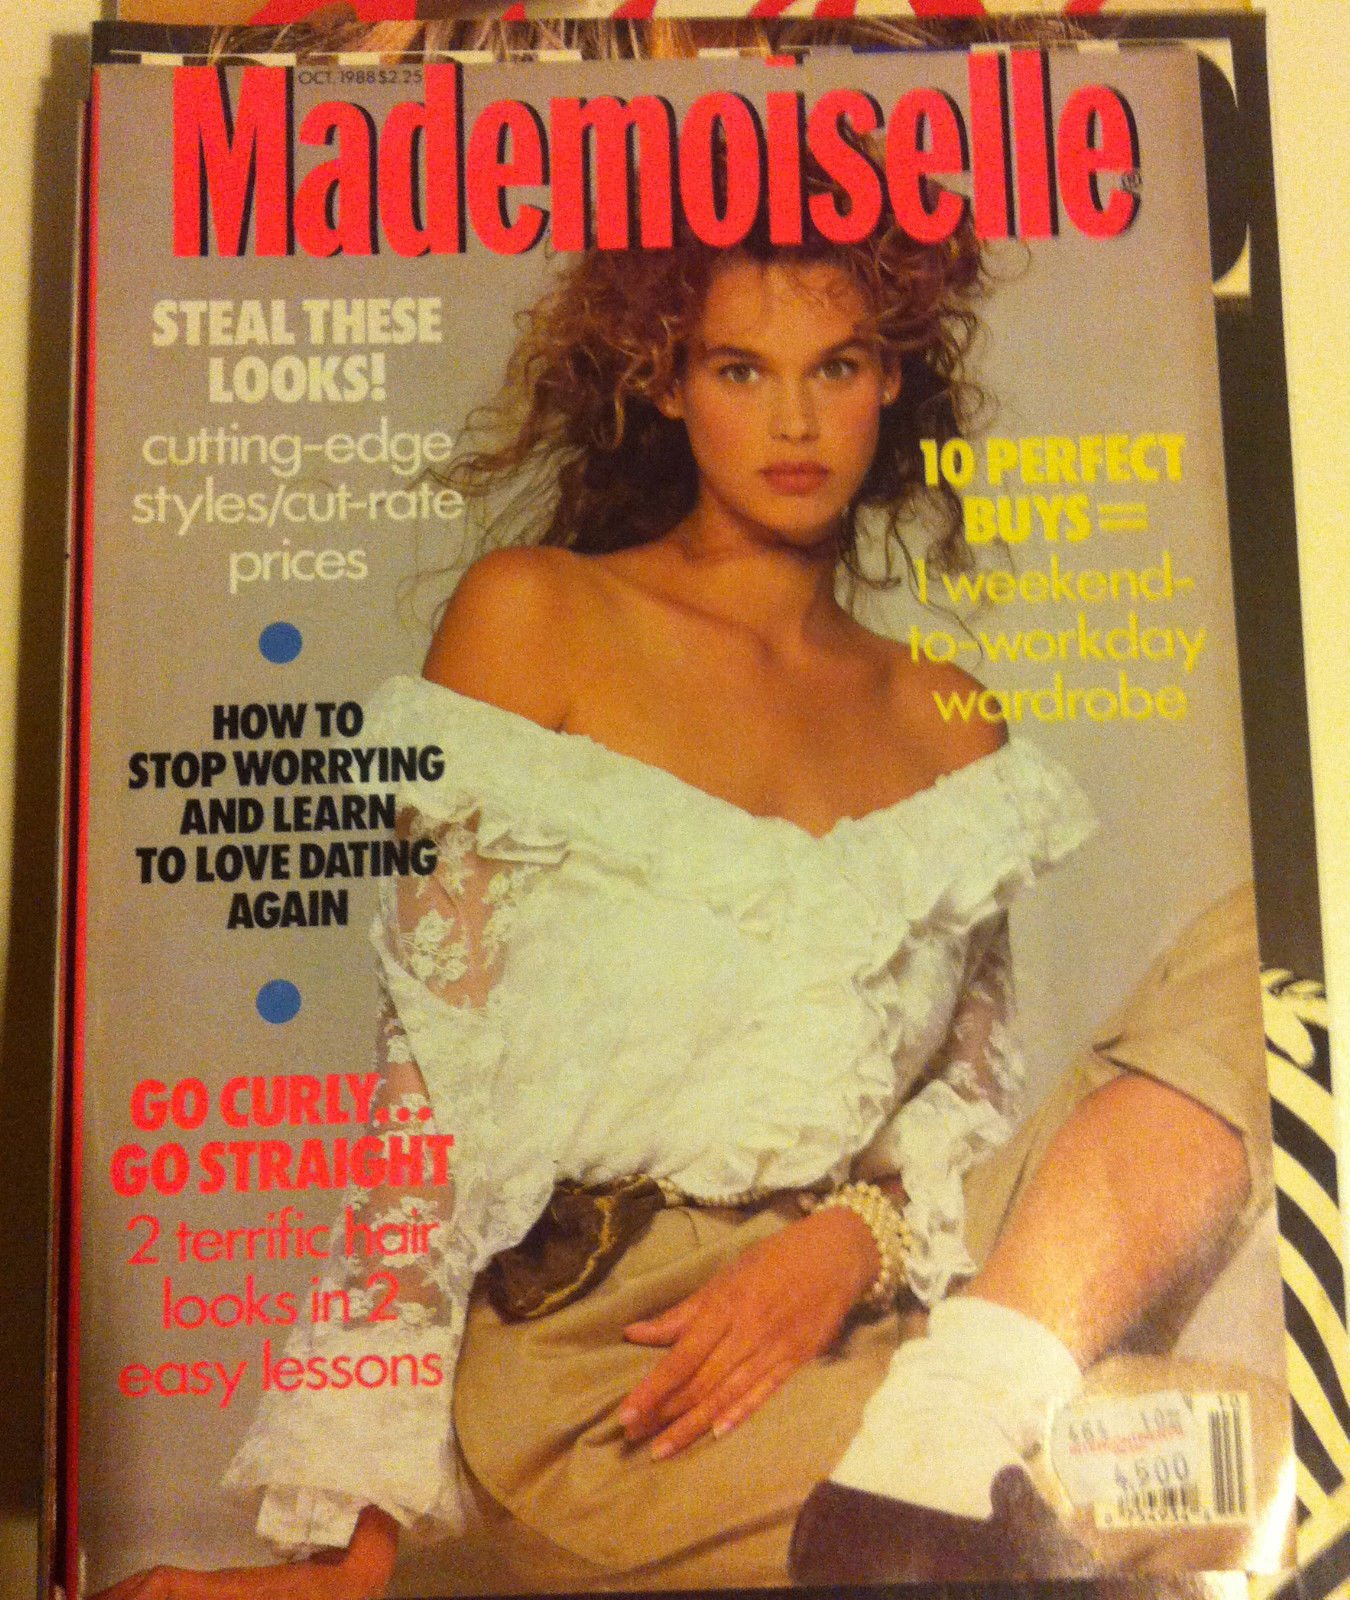 OCT. 1988 $2.25
Mademoiselle
STEAL THESE
LOOKS!
cutting-edge
styles/cut-rate
prices
10 PERFECT
BUYS=
1 weekend-
to-workday
wardrobe
HOW TO
STOP WORRYING
AND LEARN
TO LOVE DATING
AGAIN
GO CURLY...
GO STRAIGHT
2 terrific hair
looks in 2
easy lessons
10
4500